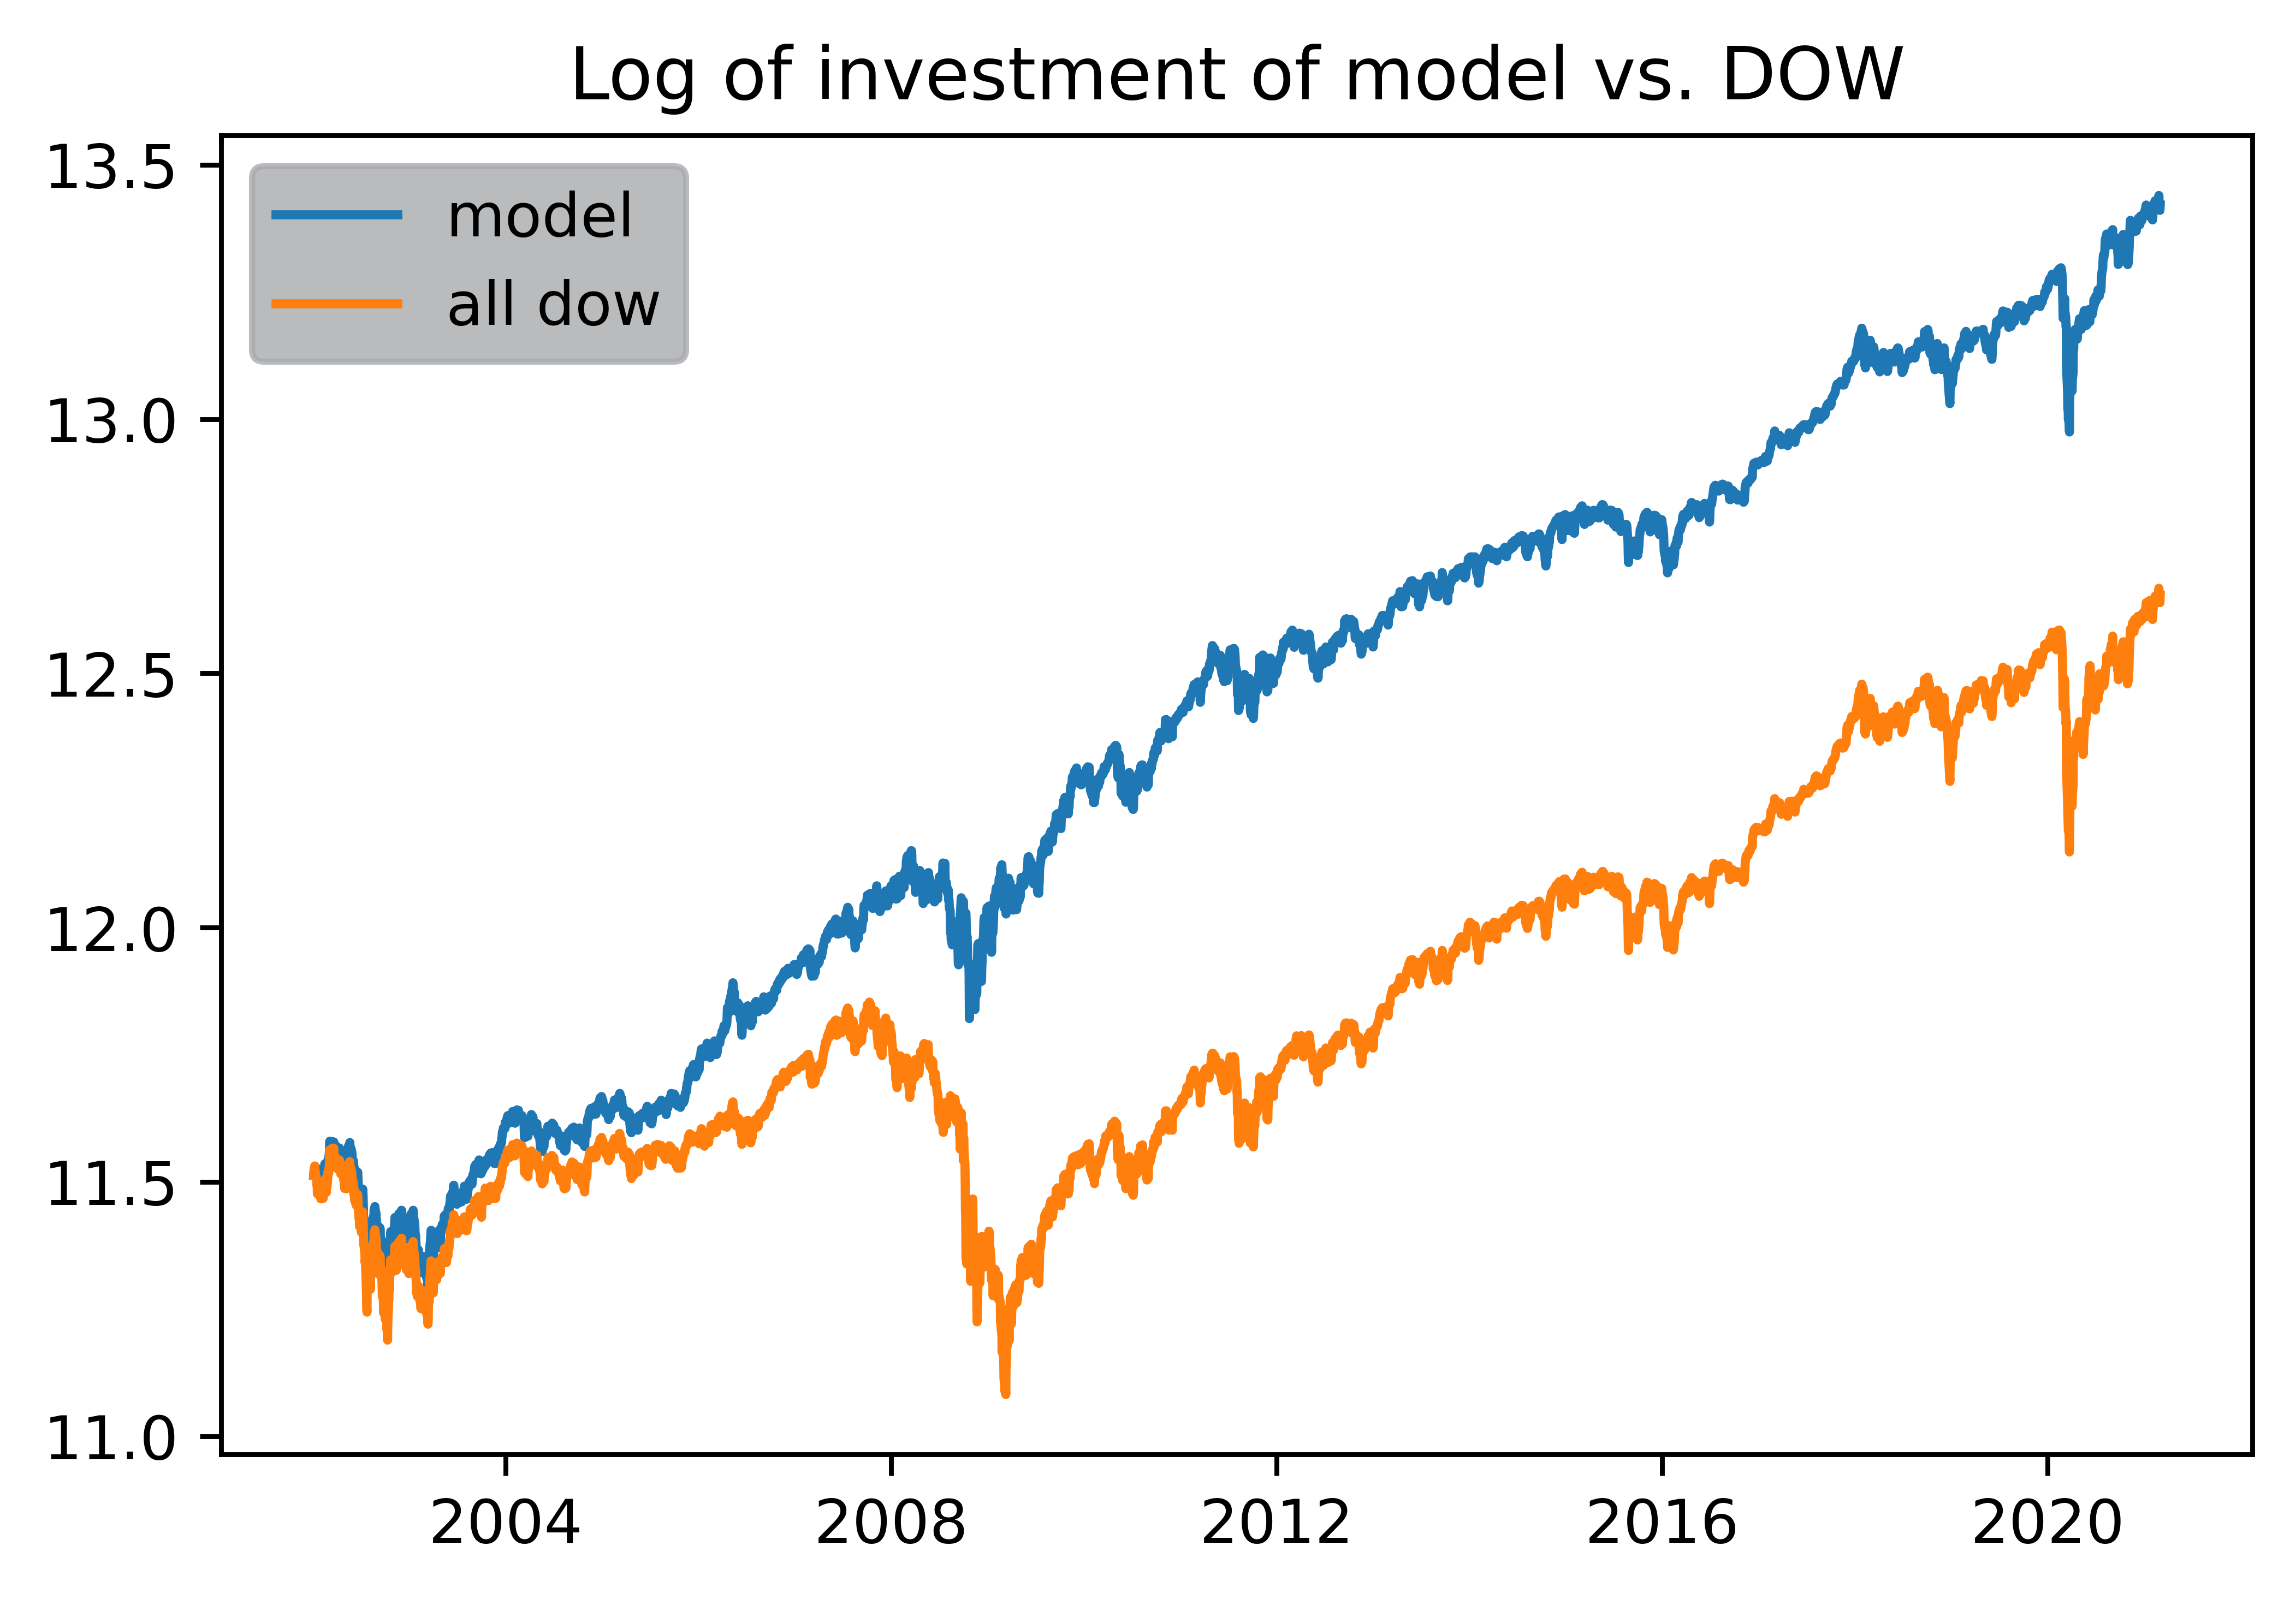 Log of investment of model vs. DOW
13.5
model
all dow
13.0
12.5
12.0
11.5
11.0
2004 2008 2012 2016 2020